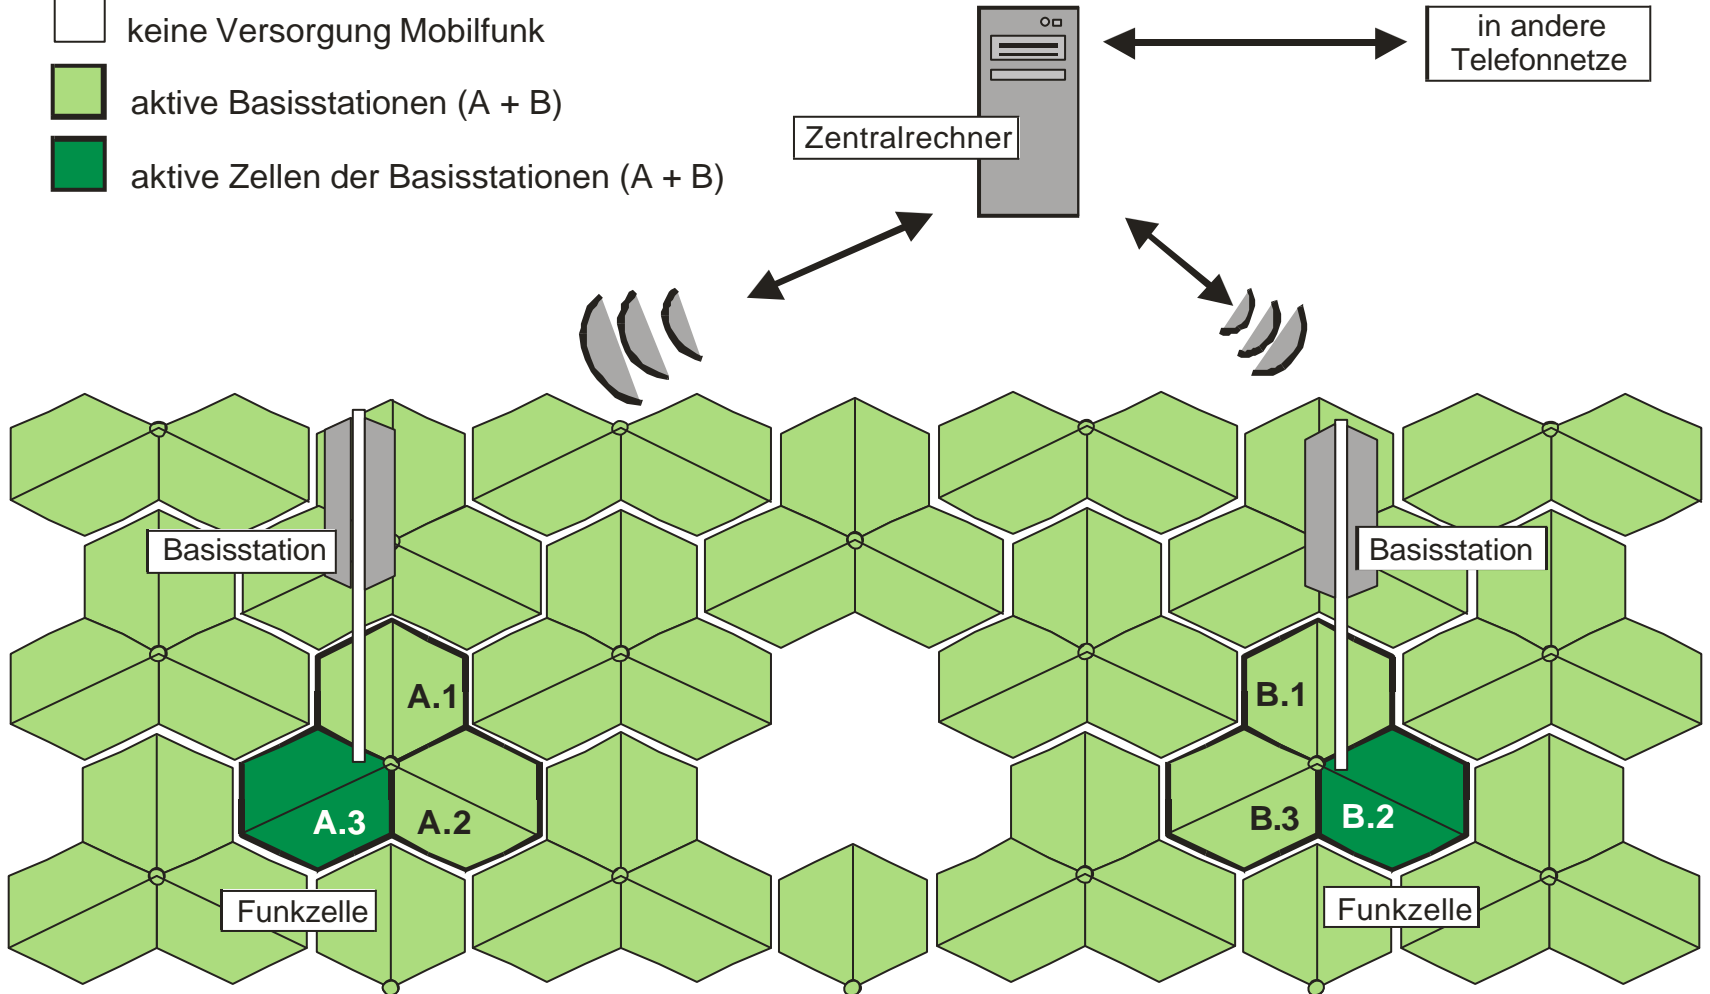 keine Versorgung Mobilfunk
aktive Basisstationen (A + B)
aktive Zellen der Basisstationen (A + B)
in andere
Telefonnetze
Zentralrechner
Basisstation
Basisstation
A.1
B.1
A.3
A.2
B.3
B.2
Funkzelle
Funkzelle